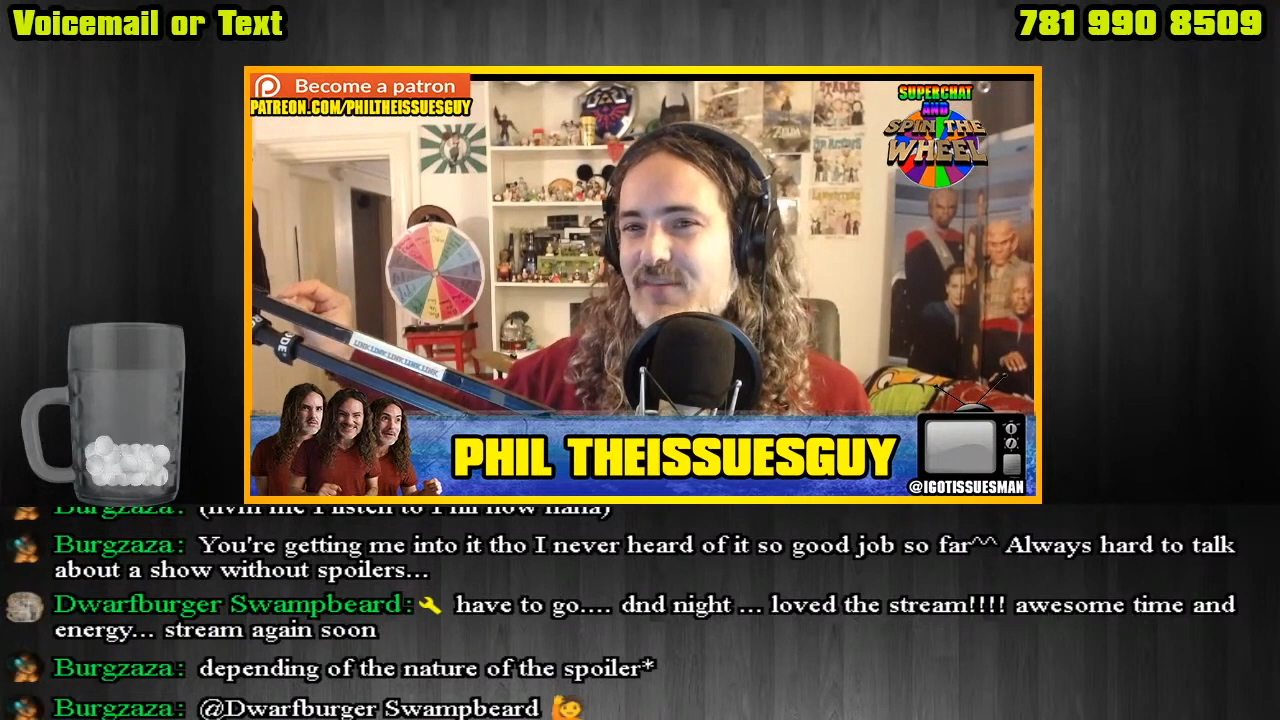 Voicemail or Text
781 990 8509
Become a patron
PATREON.COM/PHILTHEISSUESGUY
SUPERCHAT
AND
SPIN THE
WHEEL
PHIL THEISSUESGUY
@IGOTISSUESMAN
Burgzaza:
Burgzaza: You're getting me into it tho I never heard of it so good job so far^^ Always hard to talk
about a show without spoilers...
Dwarfburger Swampbeard: have to go.... dnd night ... loved the stream!!!! awesome time and
energy... stream again soon
Burgzaza: depending of the nature of the spoiler*
Burgzaza: @Dwarfburger Swampbeard